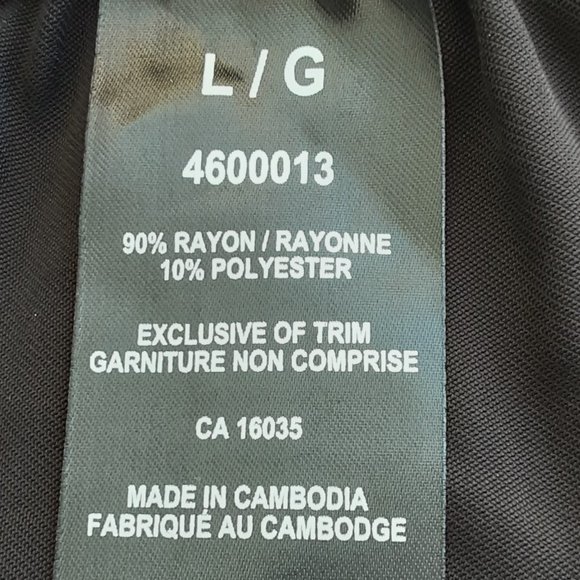 L / G
4600013
90% RAYON / RAYONNE
10% POLYESTER
EXCLUSIVE OF TRIM
GARNITURE NON COMPRISE
CA 16035
MADE IN CAMBODIA
FABRIQUÉ AU CAMBODGE